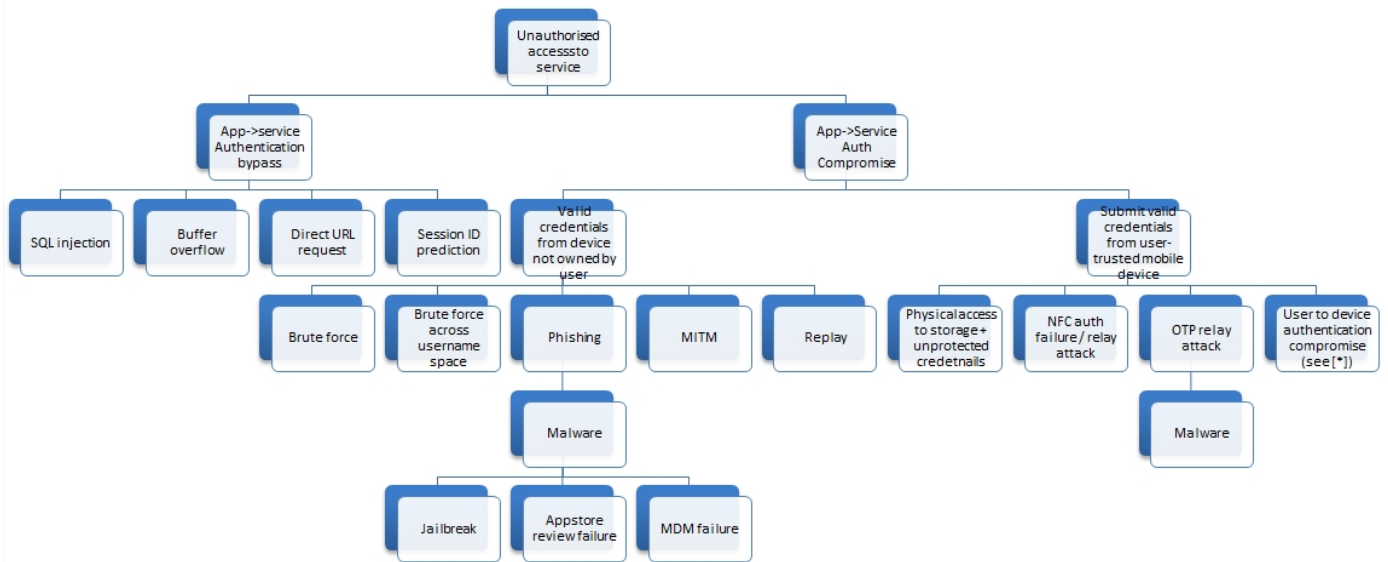 Unauthorised
accesssto
service
App->service
Authentication
bypass
App->Service
Auth
Compromise
SQL injection
Buffer
overflow
Direct URL
request
Session ID
prediction
Valid
credentials
from device
not owned by
user
Submit valid
credentials
from user-
trusted mobile
device
Brute force
Brute force
across
username
space
Phishing
MITM
Replay
Physical access
to storage +
unprotected
credetnails
NFC auth
failure / relay
attack
OTP relay
attack
User to device
authentication
compromise
(see [*])
Malware
Malware
Jailbreak
Appstore
review failure
MDM failure